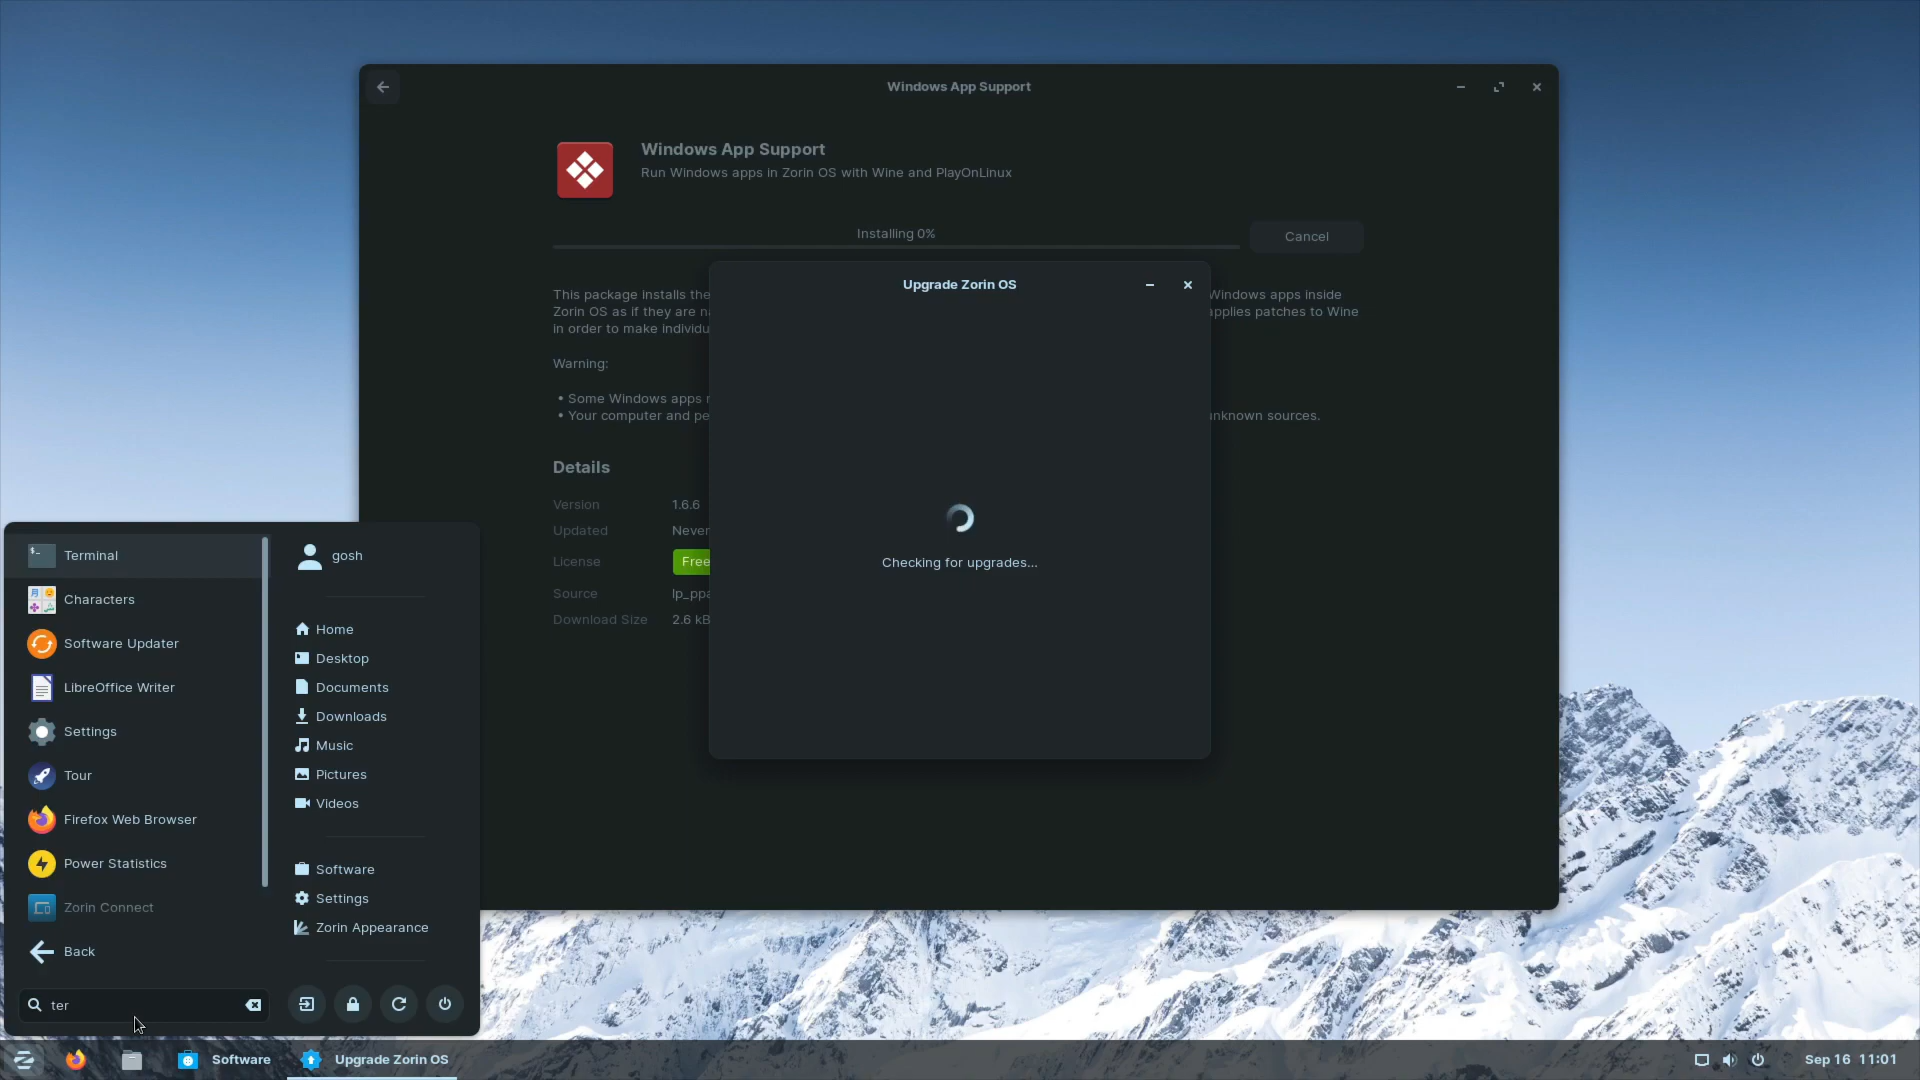 Windows App Support
Windows App Support
Run Windows apps in Zorin OS with Wine and PlayOnLinux
Installing 0%
Cancel
This package installs the
Windows apps inside
Zorin OS as if they are
applies patches to Wine
in order to make
Warning:
• Some Windows apps
• Your computer and
unknown sources.
Details
Version 1.6.6
Updated Never
License Free
Source
Download Size 2.6 kB
Upgrade Zorin OS
Checking for upgrades...
Terminal
Characters
Software Updater
LibreOffice Writer
Settings
Tour
Firefox Web Browser
Power Statistics
Zorin Connect
Back
ter
gosh
Home
Desktop
Documents
Downloads
Music
Pictures
Videos
Software
Settings
Zorin Appearance
Software
Upgrade Zorin OS
Sep 16 11:01